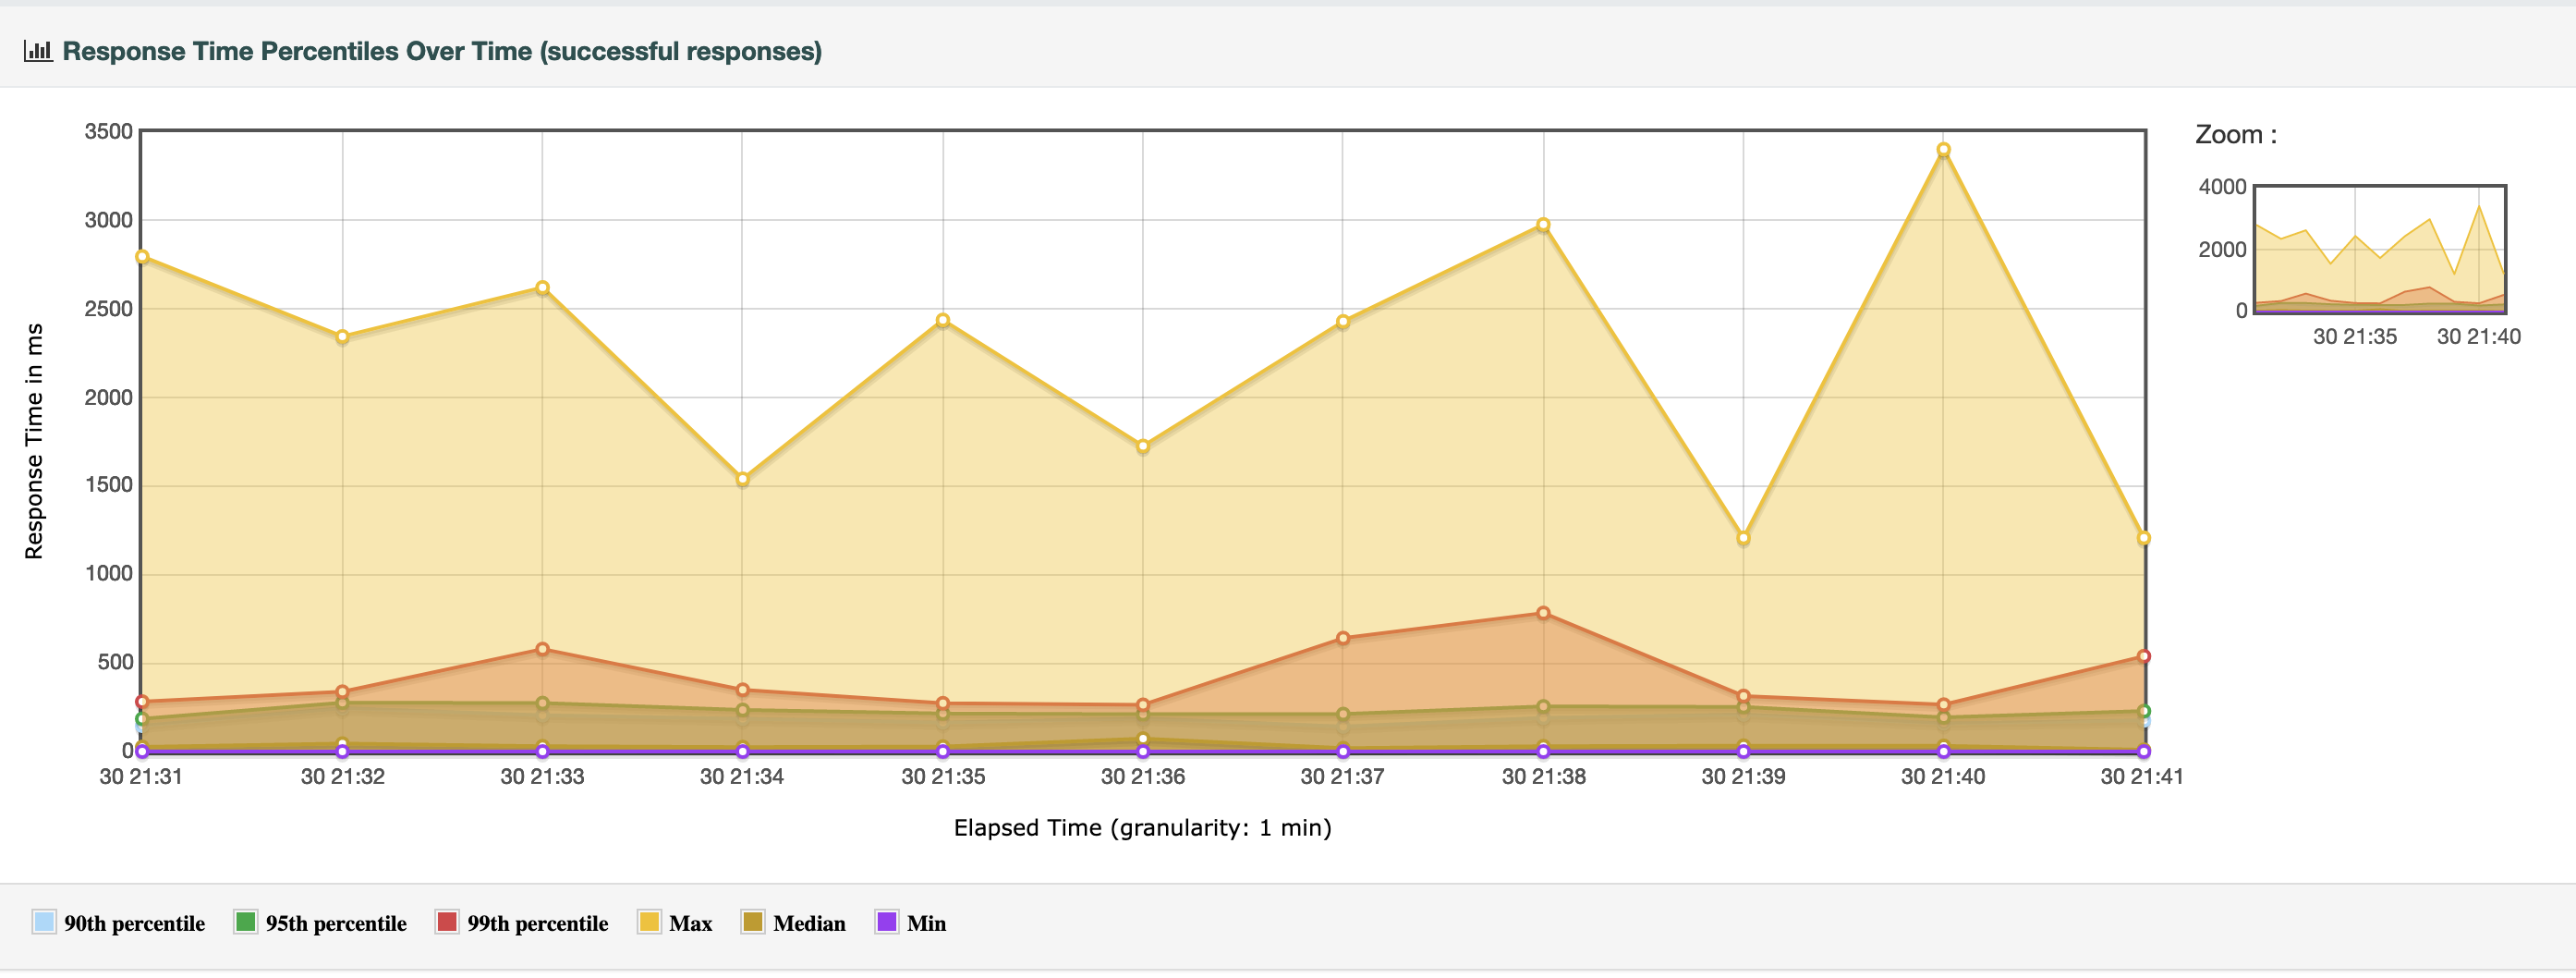 Response Time Percentiles Over Time (successful responses)
3500
3000
2500
2000
1500
1000
500
0
Response Time in ms
30 21:31 30 21:32 30 21:33 30 21:34 30 21:35 30 21:36 30 21:37 30 21:38 30 21:39 30 21:40 30 21:41
Elapsed Time (granularity: 1 min)
Zoom :
4000
2000
0
30 21:35 30 21:40
90th percentile 95th percentile 99th percentile Max Median Min